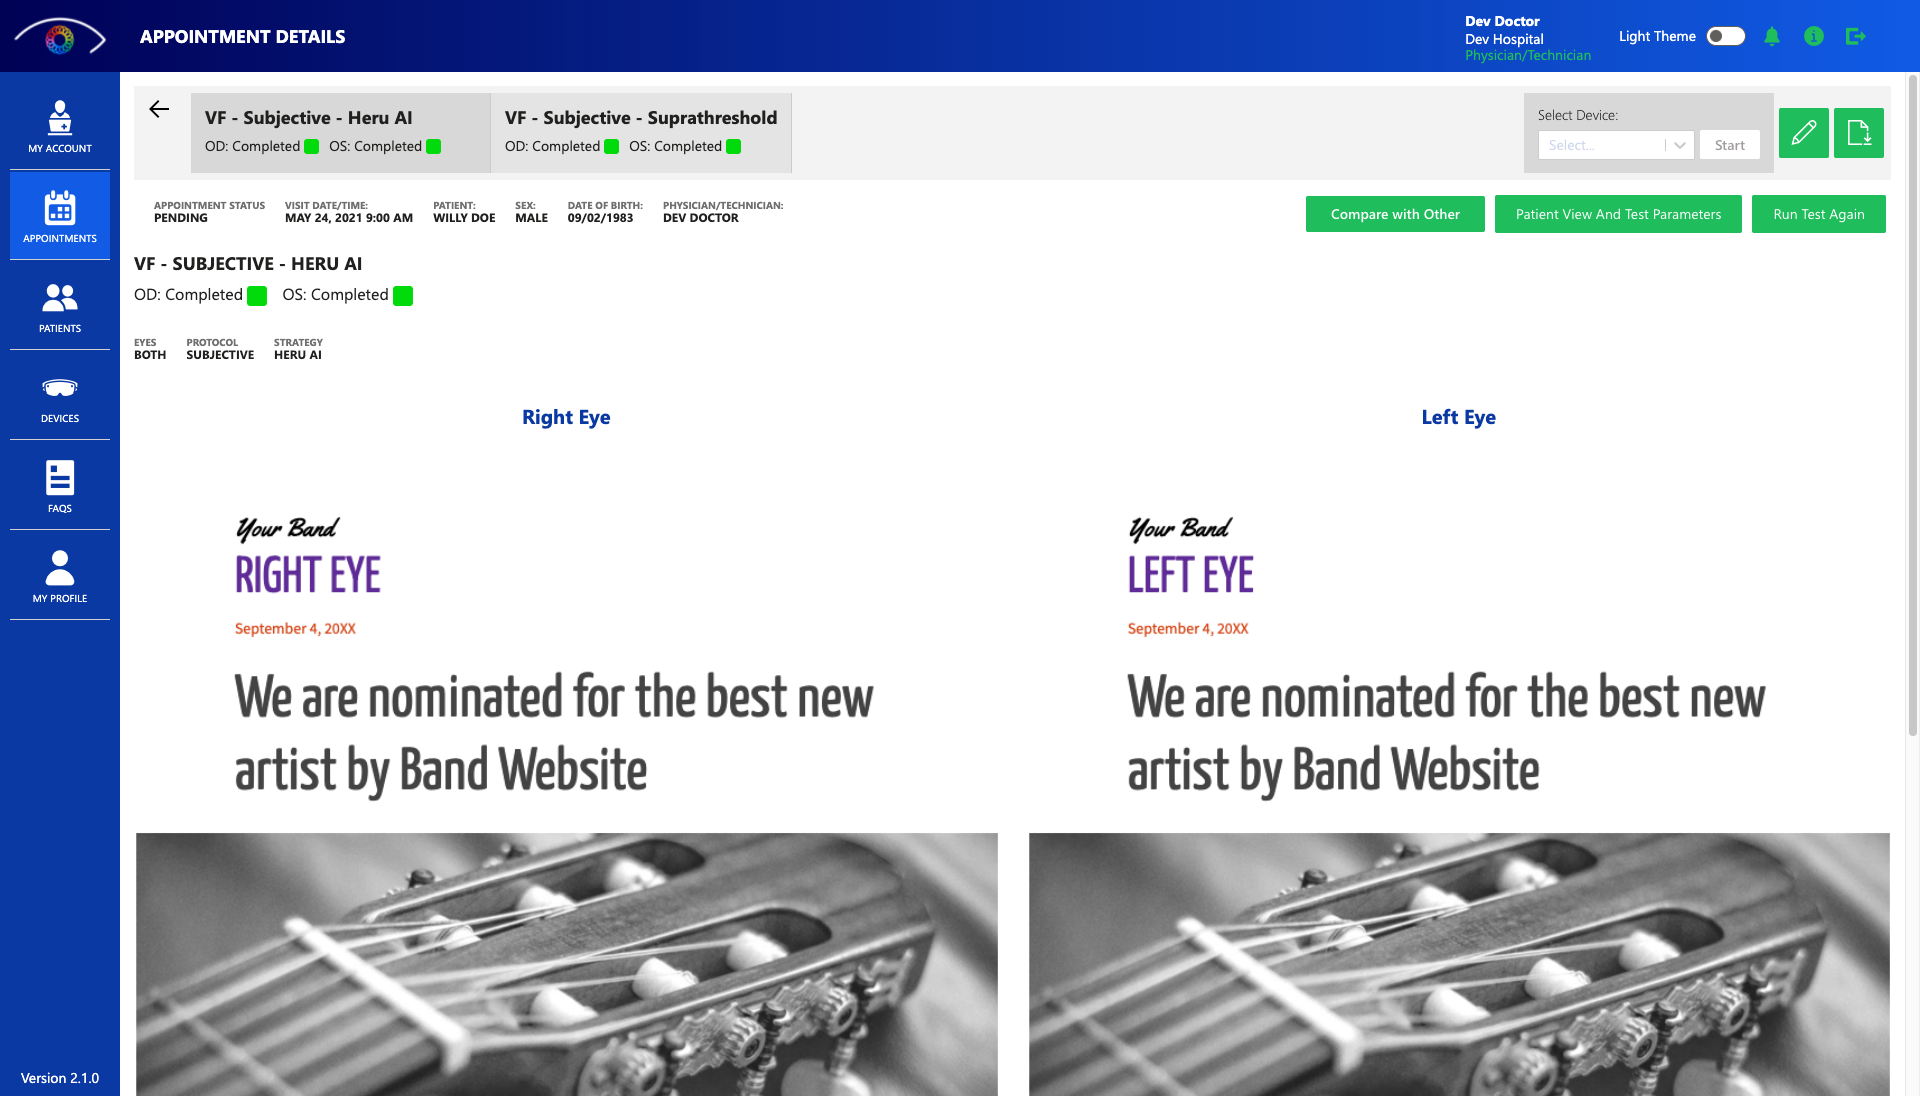 APPOINTMENT DETAILS
Dev Doctor
Dev Hospital
Physician/Technician
Light Theme
MY ACCOUNT
APPOINTMENTS
PATIENTS
DEVICES
FAQS
MY PROFILE
Version 2.1.0
VF - Subjective - Heru AI
OD: Completed OS: Completed
VF - Subjective - Suprathreshold
OD: Completed OS: Completed
Select Device:
Select...
Start
APPOINTMENT STATUS
PENDING
VISIT DATE/TIME:
MAY 24, 2021 9:00 AM
PATIENT:
WILLY DOE
SEX:
MALE
DATE OF BIRTH:
09/02/1983
PHYSICIAN/TECHNICIAN:
DEV DOCTOR
Compare with Other
Patient View And Test Parameters
Run Test Again
VF - SUBJECTIVE - HERU AI
OD: Completed OS: Completed
EYES
BOTH
PROTOCOL
SUBJECTIVE
STRATEGY
HERU AI
Right Eye
Your Band
RIGHT EYE
September 4, 20XX
We are nominated for the best new
artist by Band Website
Left Eye
Your Band
LEFT EYE
September 4, 20XX
We are nominated for the best new
artist by Band Website